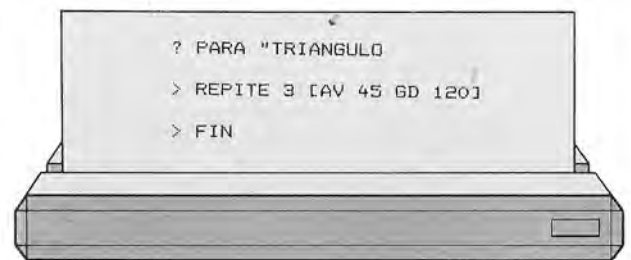 ? PARA "TRIANGULO
> REPITE 3 [AV 45 GD 120]
> FIN